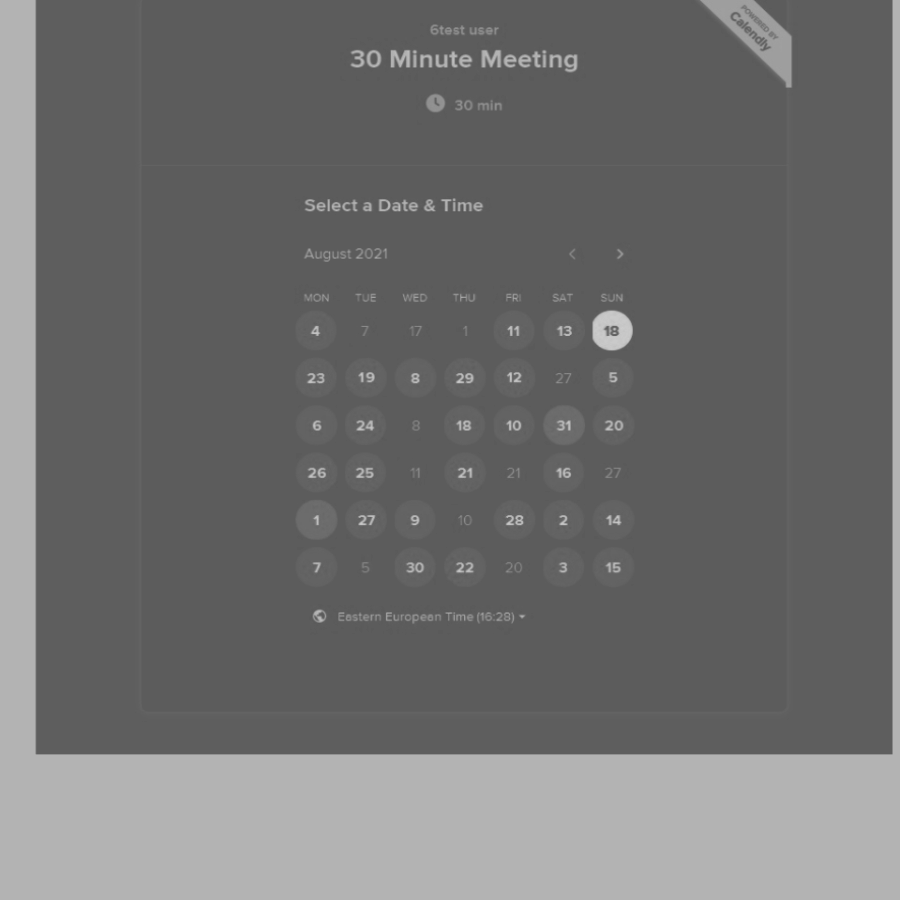 POWERED BY
Calendly
6test user
30 Minute Meeting
30 min
Select a Date & Time
August 2021
MON TUE WED THU FRI SAT SUN
4 7 17 1 11 13 18
23 19 8 29 12 27 5
6 24 8 18 10 31 20
26 25 11 21 21 16 27
1 27 9 10 28 2 14
7 5 30 22 20 3 15
Eastern European Time (16:28)